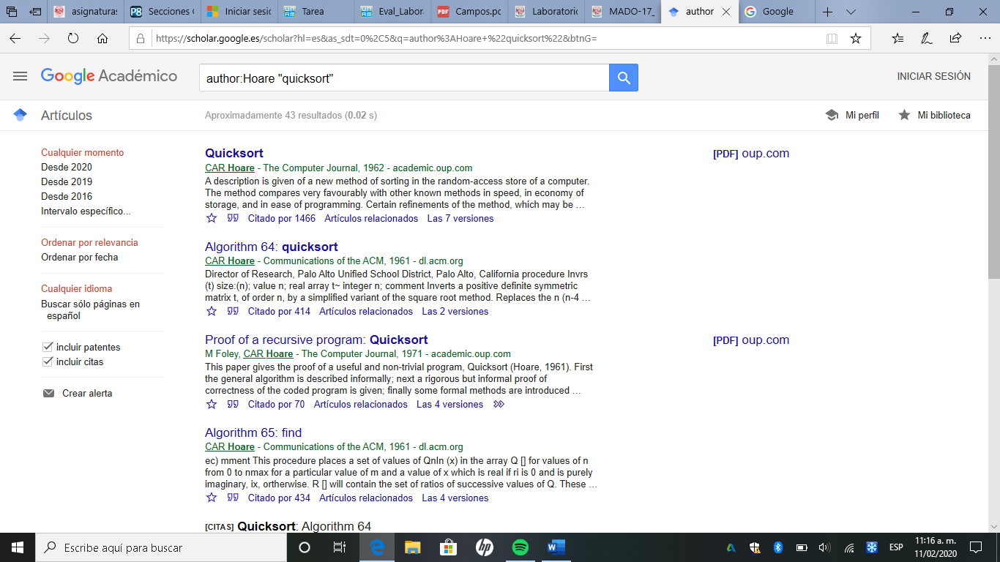 asignaturas
Secciones
Iniciar sesi
Tarea
Eval_Labor
Campos.pd
Laboratorio
MADO-17_
author
Google
https://scholar.google.es/scholar?hl=es&as_sdt=0%2C5&q=author%3AHoare+%22quicksort%22&btnG=
Google Académico
author:Hoare "quicksort"
INICIAR SESIÓN
Artículos
Aproximadamente 43 resultados (0.02 s)
Mi perfil
Mi biblioteca
Cualquier momento
Desde 2020
Desde 2019
Desde 2016
Intervalo específico...
Ordenar por relevancia
Ordenar por fecha
Cualquier idioma
Buscar sólo páginas en
español
incluir patentes
incluir citas
Crear alerta
Quicksort
[PDF] oup.com
CAR Hoare - The Computer Journal, 1962 - academic.oup.com
A description is given of a new method of sorting in the random-access store of a computer.
The method compares very favourably with other known methods in speed, in economy of
storage, and in ease of programming. Certain refinements of the method, which may be ...
Citado por 1466 Artículos relacionados Las 7 versiones
Algorithm 64: quicksort
CAR Hoare - Communications of the ACM, 1961 - dl.acm.org
Director of Research, Palo Alto Unified School District, Palo Alto, California procedure Invrs
(t) size:(n); value n; real array t~ integer n; comment Inverts a positive definite symmetric
matrix t, of order n, by a simplified variant of the square root method. Replaces the n (n-4 ...
Citado por 414 Artículos relacionados Las 2 versiones
Proof of a recursive program: Quicksort
[PDF] oup.com
M Foley, CAR Hoare - The Computer Journal, 1971 - academic.oup.com
This paper gives the proof of a useful and non-trivial program, Quicksort (Hoare, 1961). First
the general algorithm is described informally; next a rigorous but informal proof of
correctness of the coded program is given; finally some formal methods are introduced ...
Citado por 70 Artículos relacionados Las 4 versiones
Algorithm 65: find
CAR Hoare - Communications of the ACM, 1961 - dl.acm.org
ec) mment This procedure places a set of values of QnIn (x) in the array Q [] for values of n
from 0 to nmax for a particular value of m and a value of x which is real if ri is 0 and is purely
imaginary, ix, ortherwise. R [] will contain the set of ratios of successive values of Q. These ...
Citado por 434 Artículos relacionados Las 4 versiones
[CITAS] Quicksort: Algorithm 64
Escribe aquí para buscar
ESP
11:16 a. m.
11/02/2020